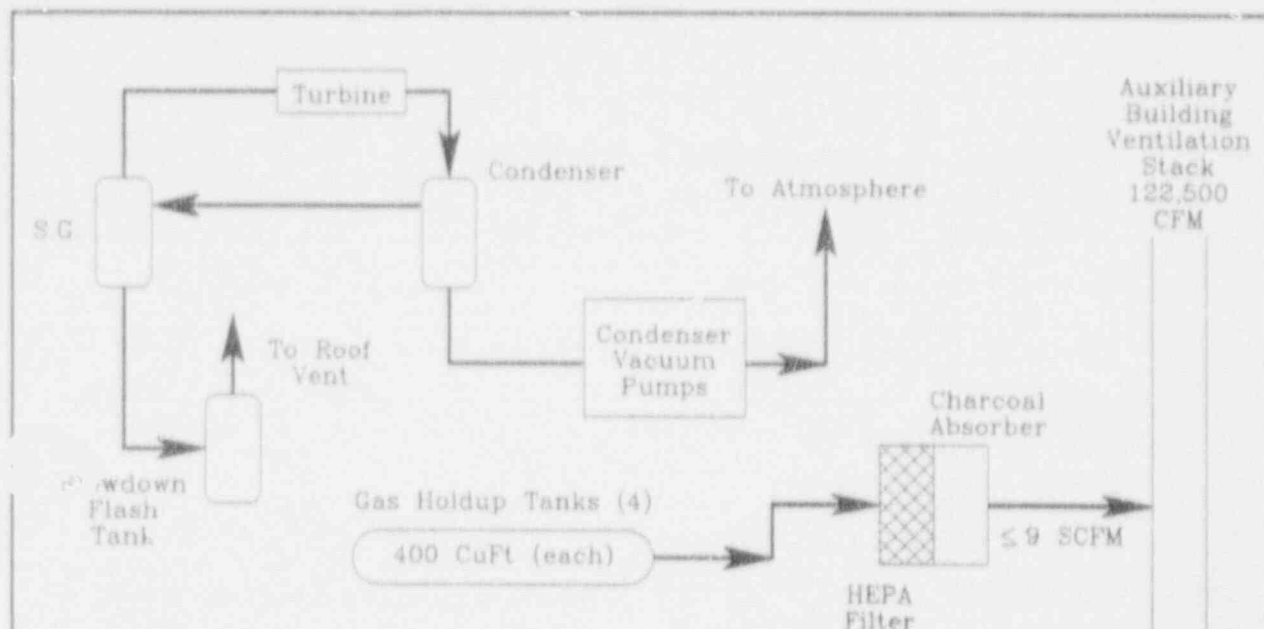 Turbine
Auxiliary
Building
Ventilation
Stack
122,500
CFM
Condenser
To Atmosphere
S.G.
Condenser
Vacuum
Pumps
To Roof
Vent
Charcoal
Absorber
Flash
Tank
Gas Holdup Tanks (4)
400 CuFt (each)
≤ 9 SCFM
HEPA
Filter